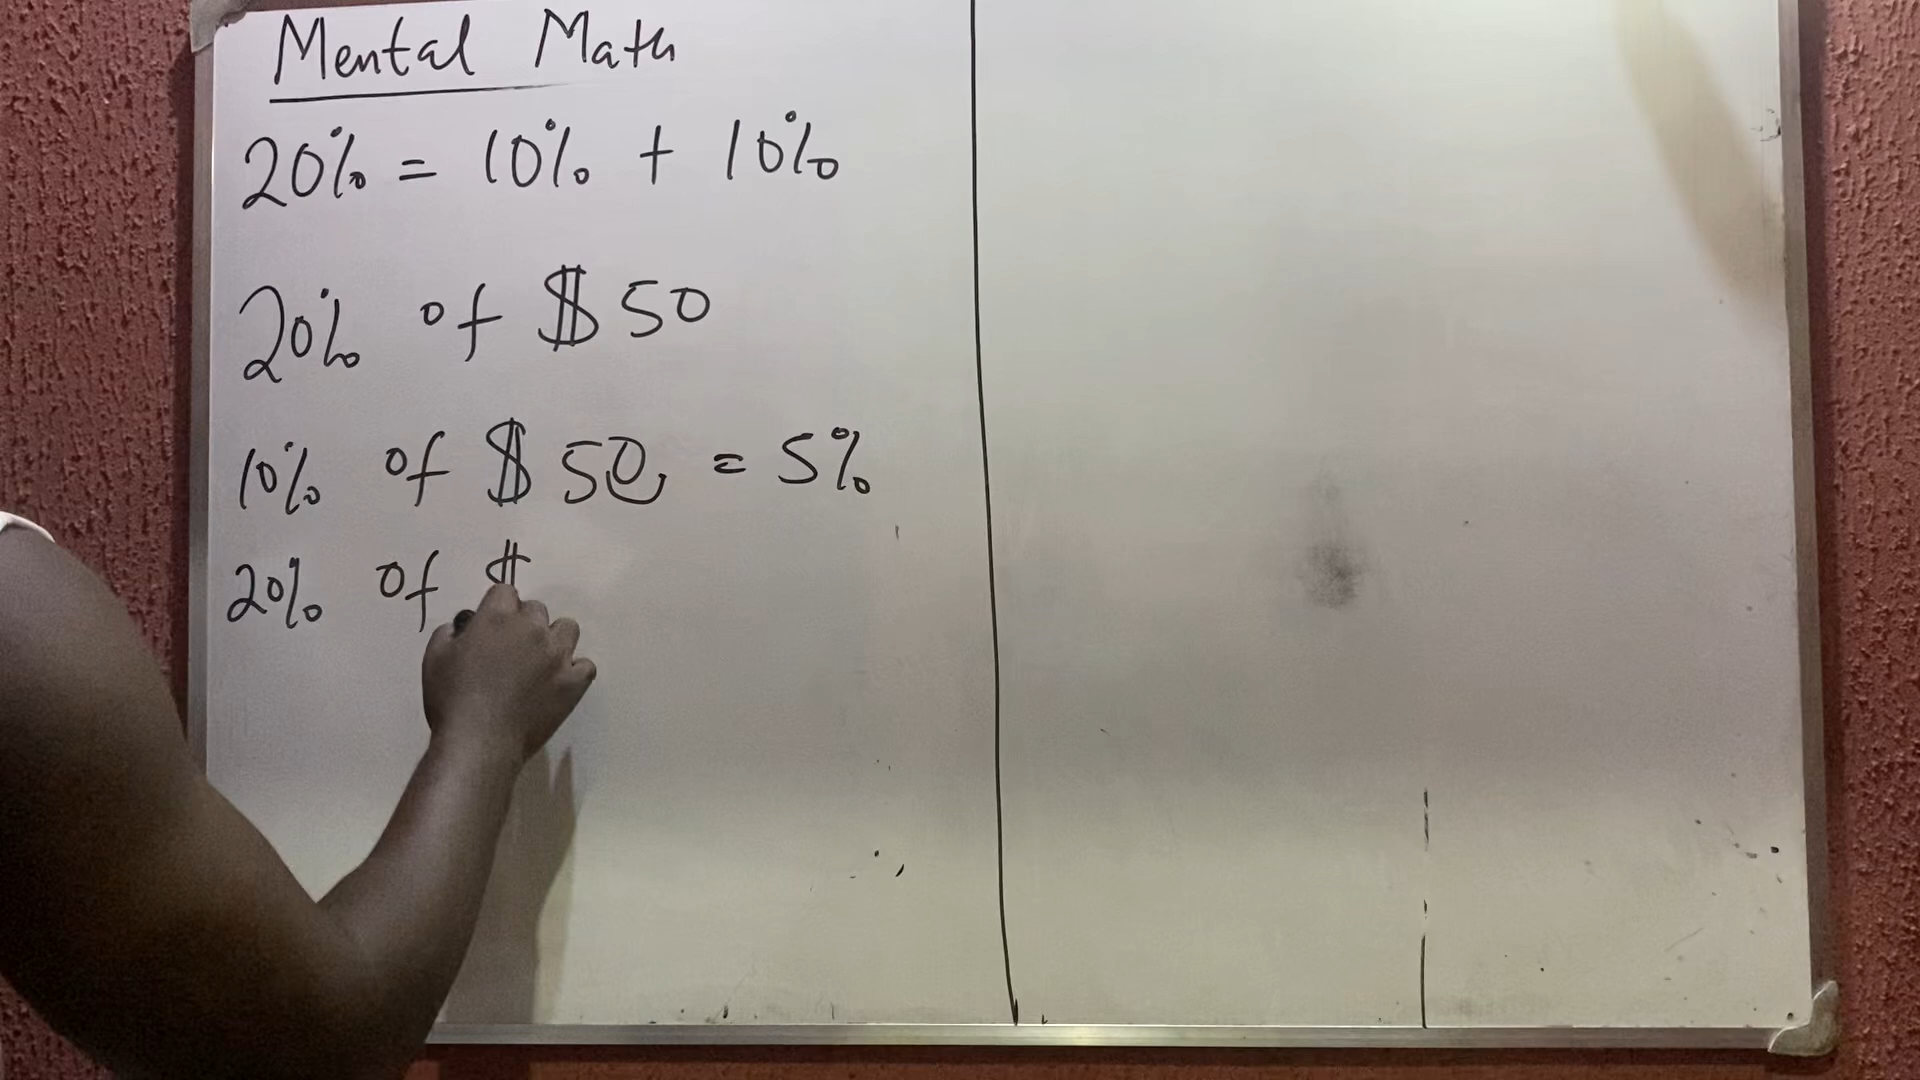 Mental Math
20% = 10% + 10%
20% of $50
10% of $50 = 5%
20% of $